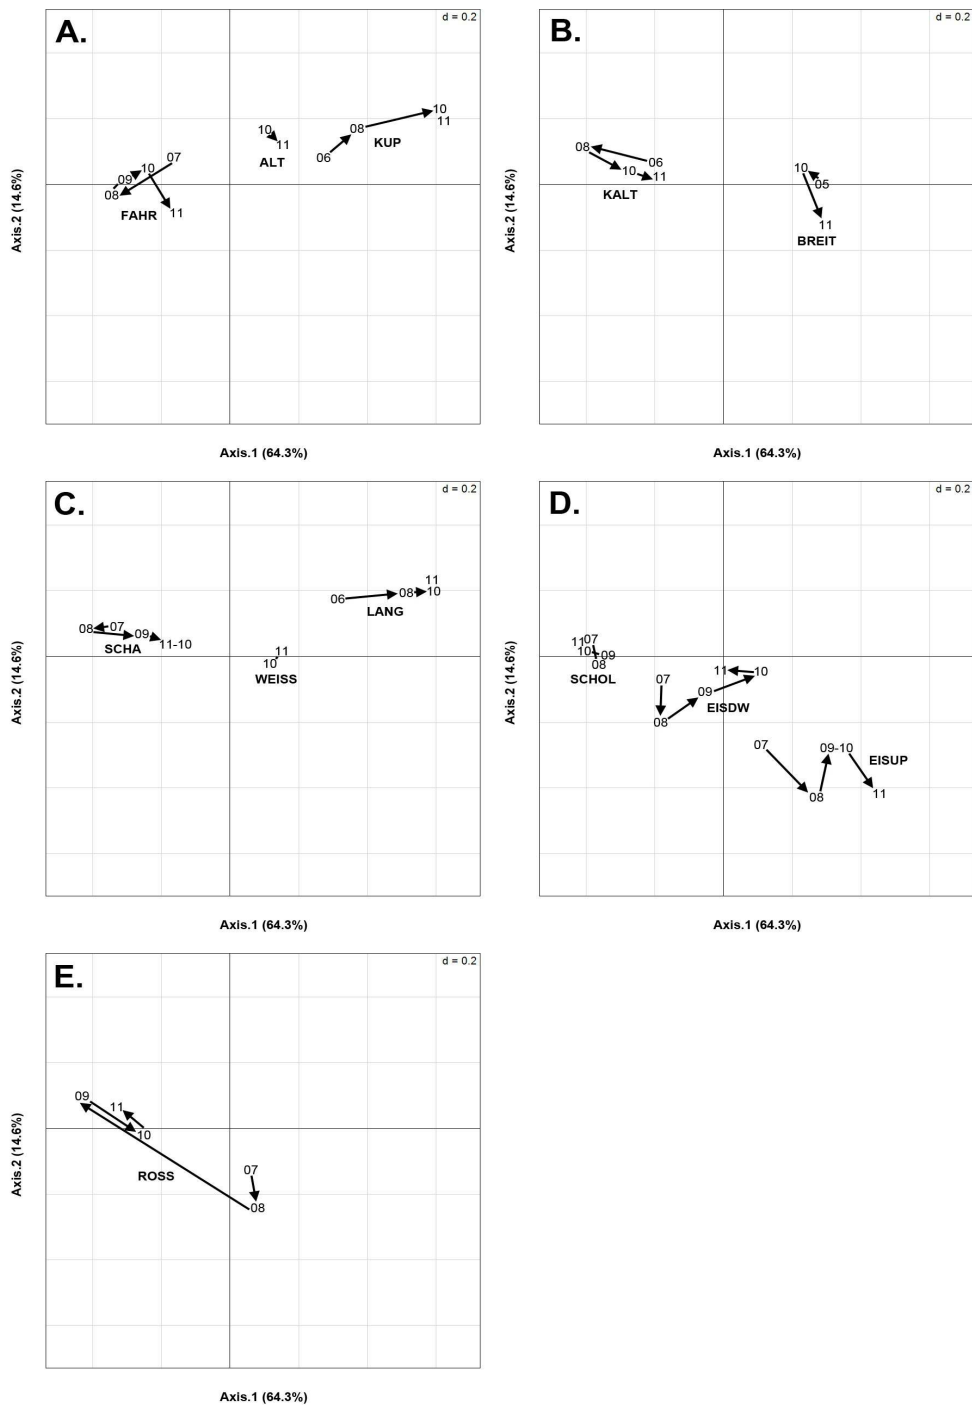 A.
d = 0.2
10
08
10
11
KUP
ALT
11
06
07
10
09
08
FAHR
11
Axis.2 (14.6%)
Axis.1 (64.3%)
B.
d = 0.2
08
06
10
11
KALT
10
05
11
BREIT
Axis.2 (14.6%)
Axis.1 (64.3%)
C.
d = 0.2
11
06
08
10
LANG
08
07
09
11-10
SCHA
11
10
WEISS
Axis.2 (14.6%)
Axis.1 (64.3%)
D.
d = 0.2
11
07
10
09
08
SCHOL
07
09
11
10
08
EISDW
07
09-10
EISUP
08
11
Axis.2 (14.6%)
Axis.1 (64.3%)
E.
d = 0.2
09
11
10
ROSS
07
08
Axis.2 (14.6%)
Axis.1 (64.3%)